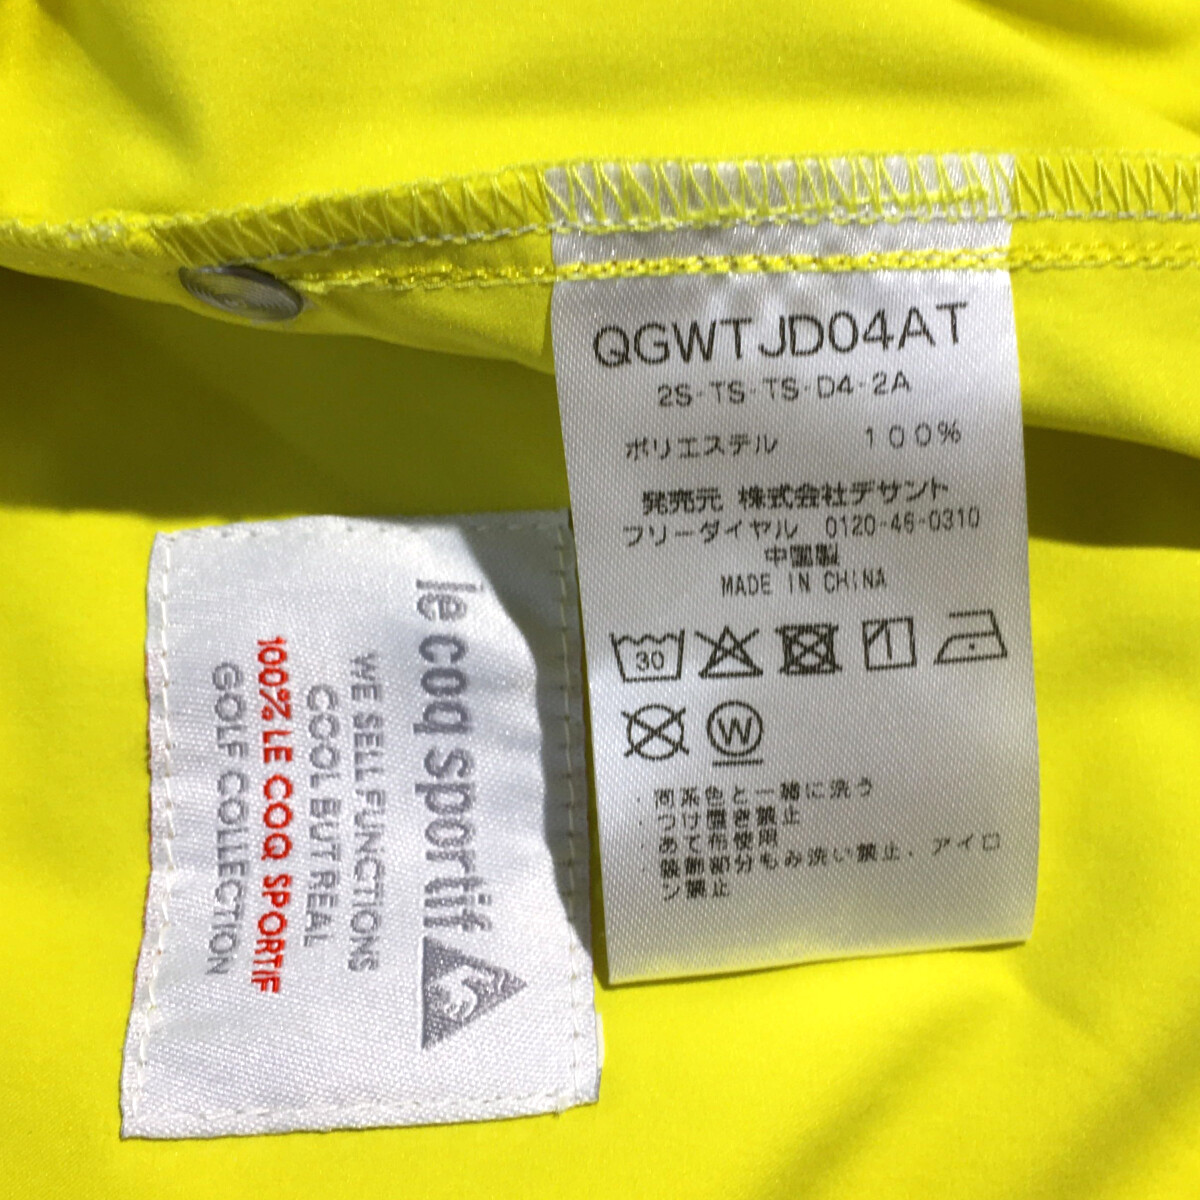 QGWTJD04AT
2S-TS-TS-D4-2A
ポリエステル 100%
発売元 株式会社デサント
フリーダイヤル 0120-46-0310
中国製
MADE IN CHINA
30
W
・同系色と一緒に洗う
・つけ置き禁止
・あて布使用
・装飾部分もみ洗い禁止、アイロ
ン禁止
le coq sportif
WE SELL FUNCTIONS
COOL BUT REAL
100% LE COQ SPORTIF
GOLF COLLECTION